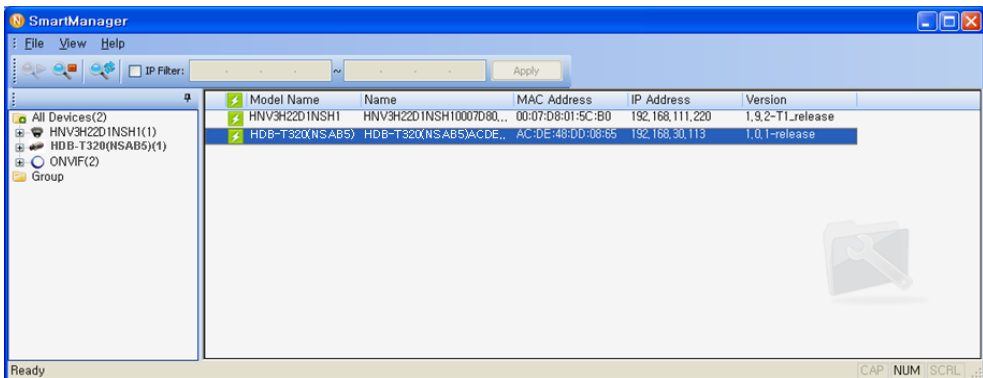 SmartManager
File View Help
IP Filter: . . . ~ . . . Apply
Model Name Name MAC Address IP Address Version
All Devices(2)
HNV3H22D1NSH1(1)
HDB-T320(NSAB5)(1)
ONVIF(2)
Group
HNV3H22D1NSH1 HNV3H22D1NSH10007D80... 00:07:D8:01:5C:B0 192,168,111,220 1,9,2-T1_release
HDB-T320(NSAB5) HDB-T320(NSAB5)ACDE... AC:DE:48:DD:08:65 192,168,30,113 1,0,1-release
Ready CAP NUM SCRL